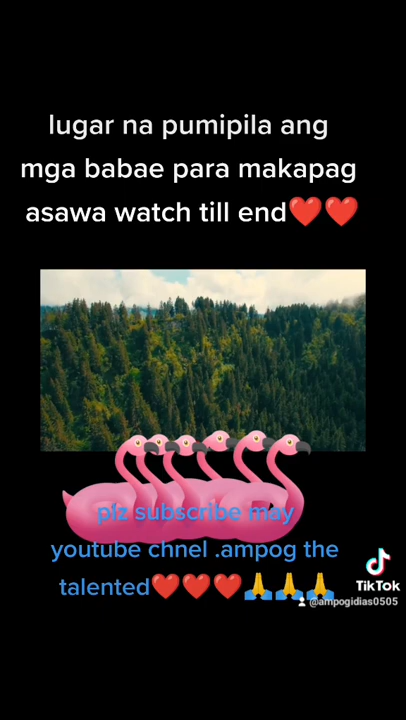 lugar na pumipila ang
mga babae para makapag
asawa watch till end❤️❤️
plz subscribe may
youtube chnel .ampog the
talented❤️❤️❤️🙏🙏🙏
TikTok
@ampogidias0505